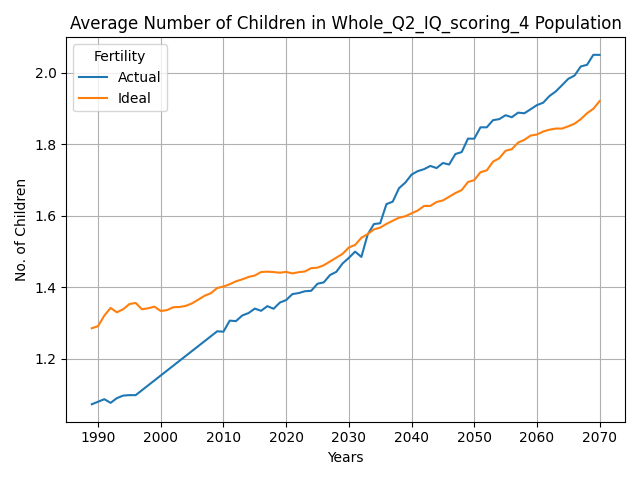 Average Number of Children in Whole_Q2_IQ_scoring_4 Population
Fertility
Actual
Ideal
No. of Children
2.0
1.8
1.6
1.4
1.2
1990 2000 2010 2020 2030 2040 2050 2060 2070
Years